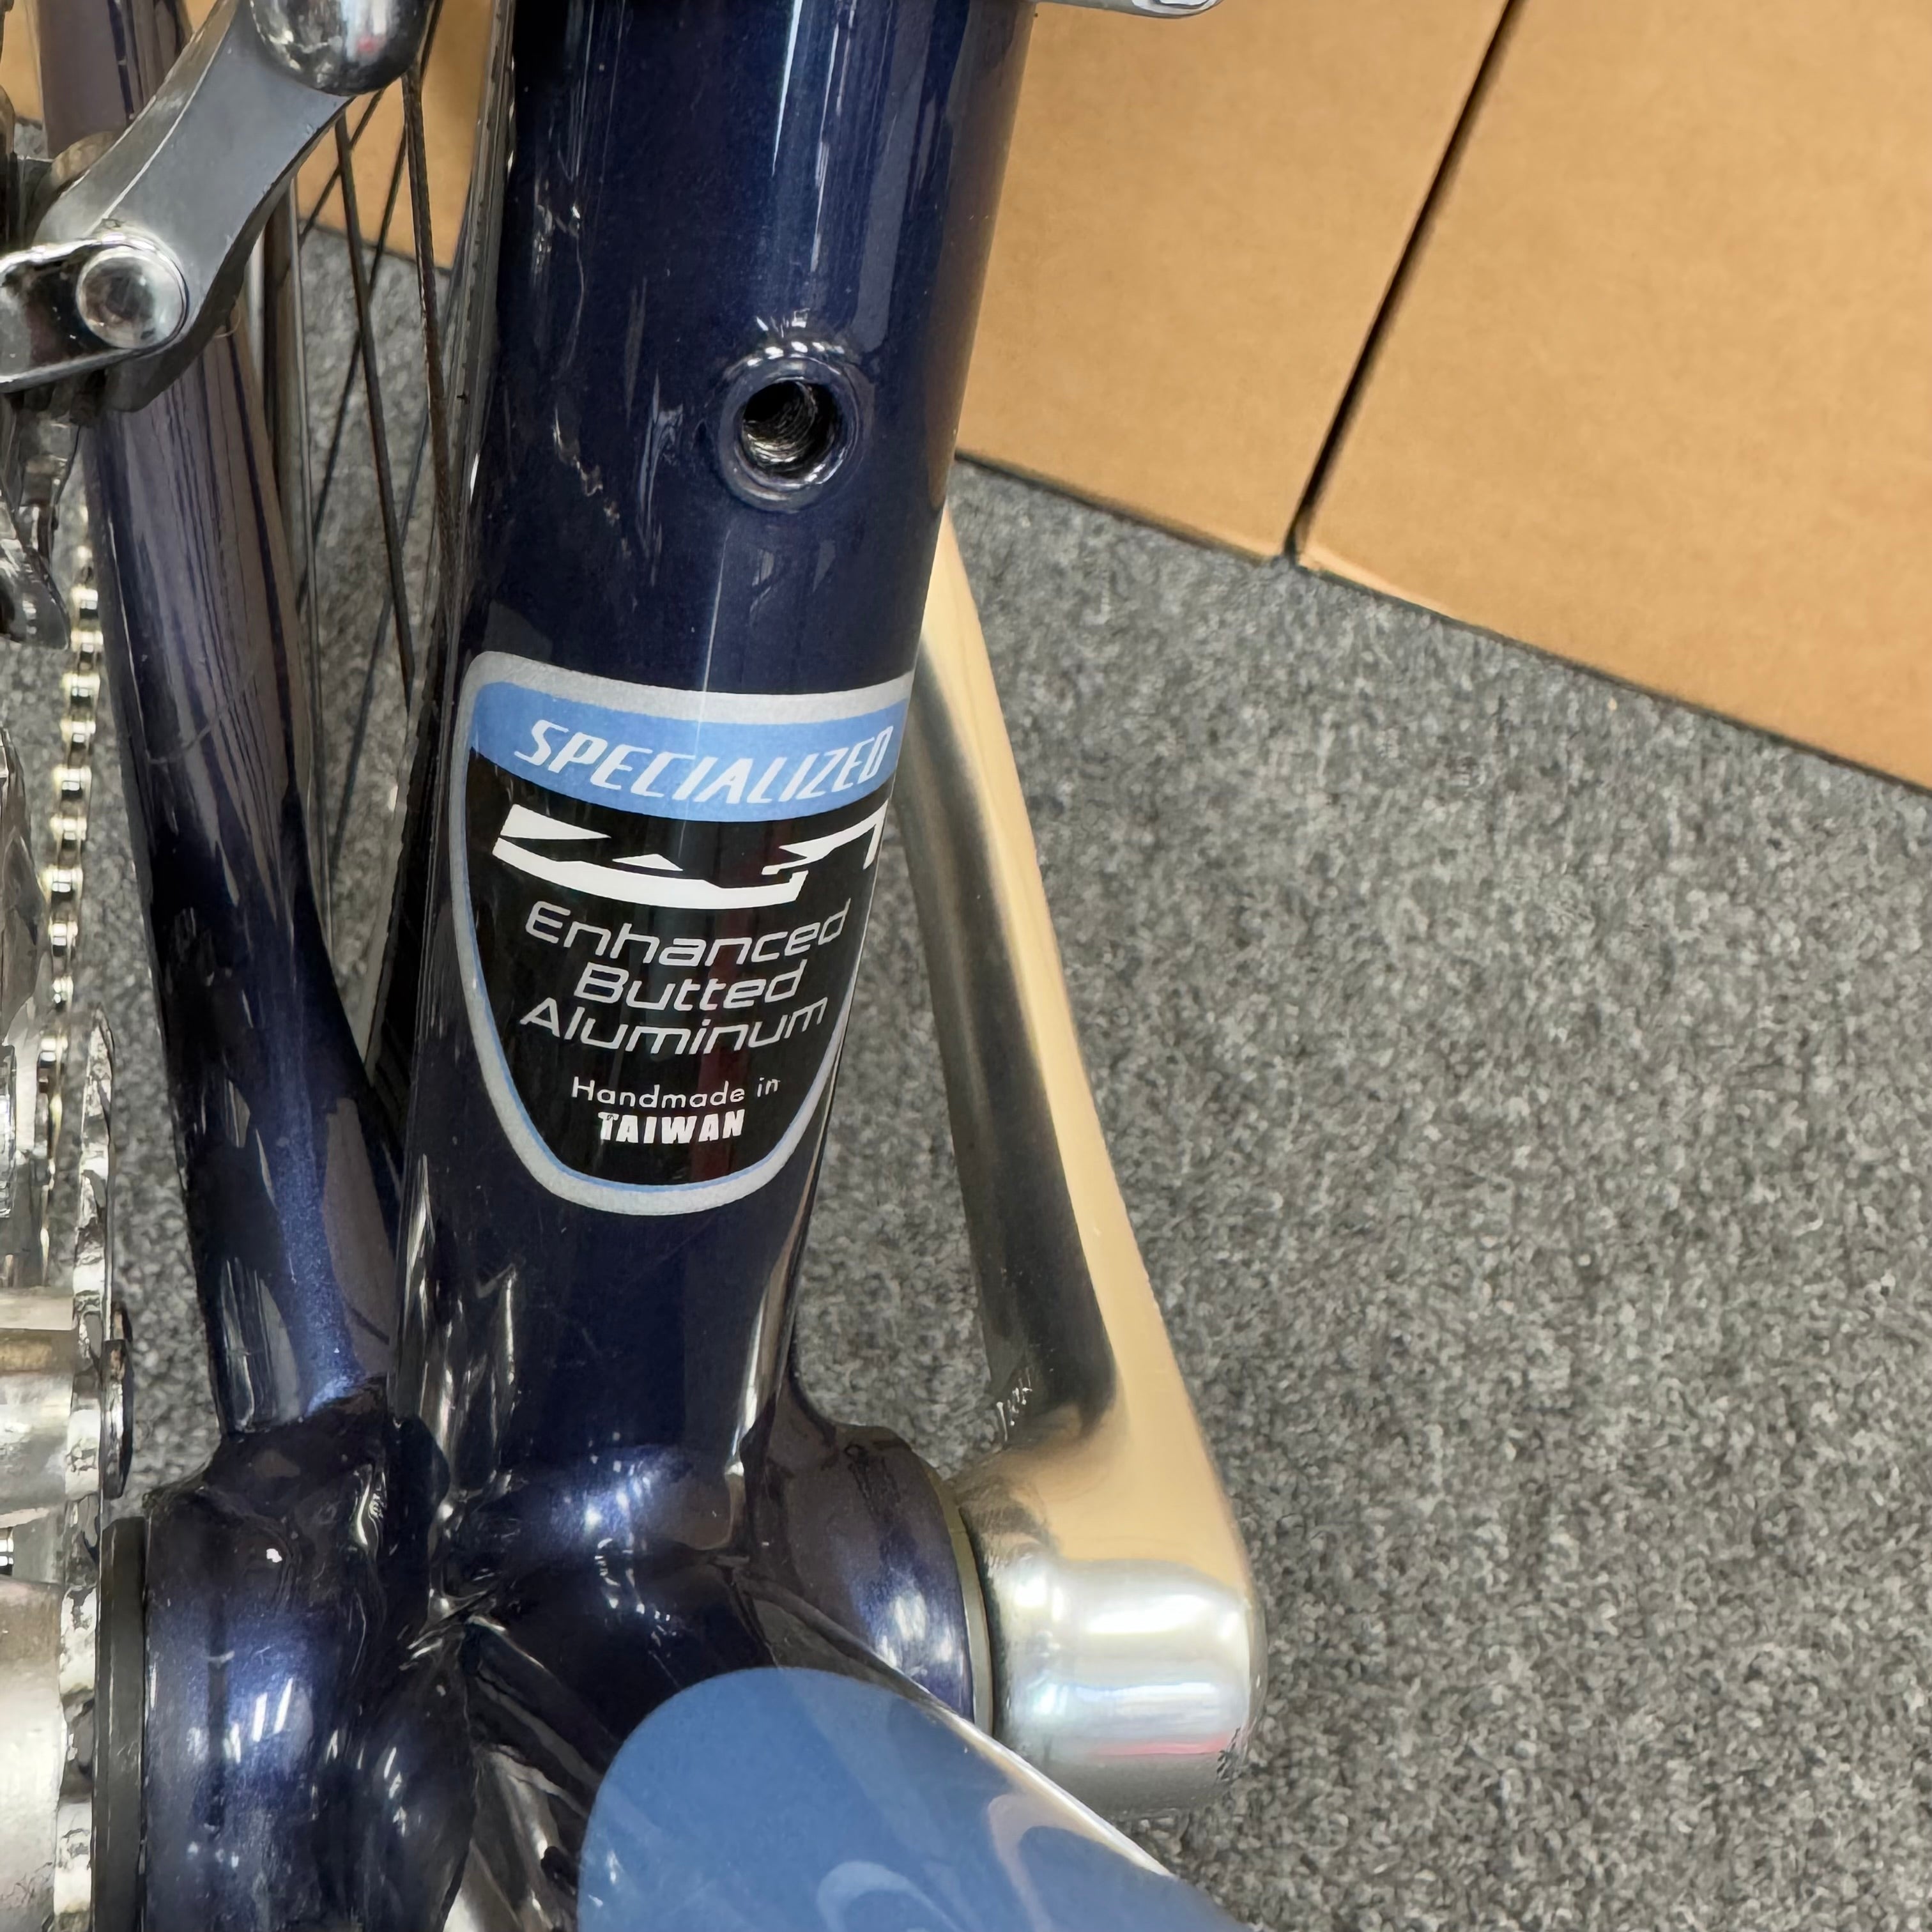 SPECIALIZED
Enhanced
Butted
Aluminum
Handmade in
TAIWAN